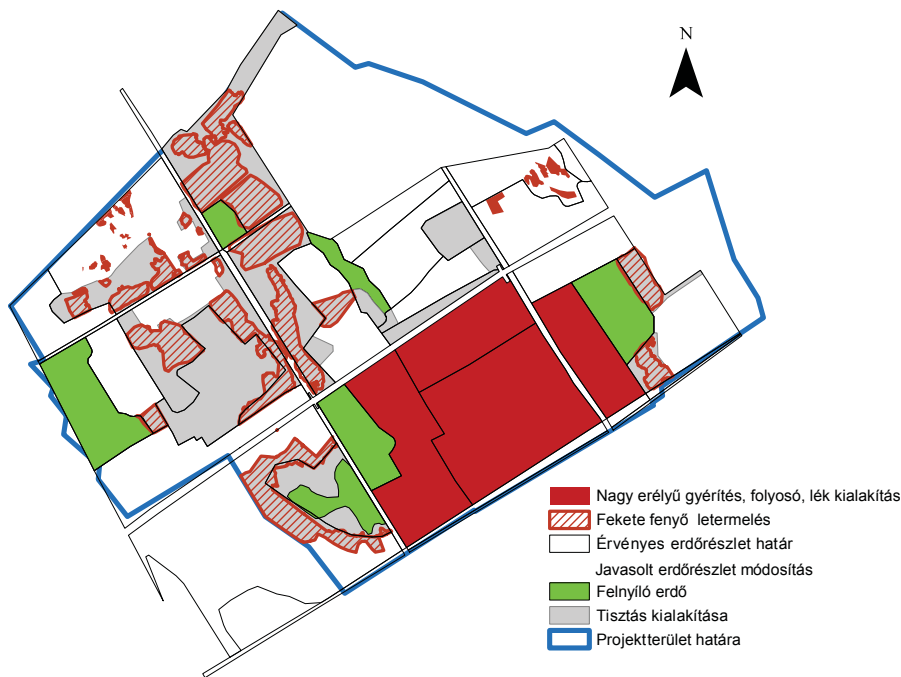 N
Nagy erélyű gyérítés, folyosó, lék kialakítás
Fekete fenyő letermelés
Érvényes erdőrészlet határ
Javasolt erdőrészlet módosítás
Felnyíló erdő
Tisztás kialakítása
Projektterület határa